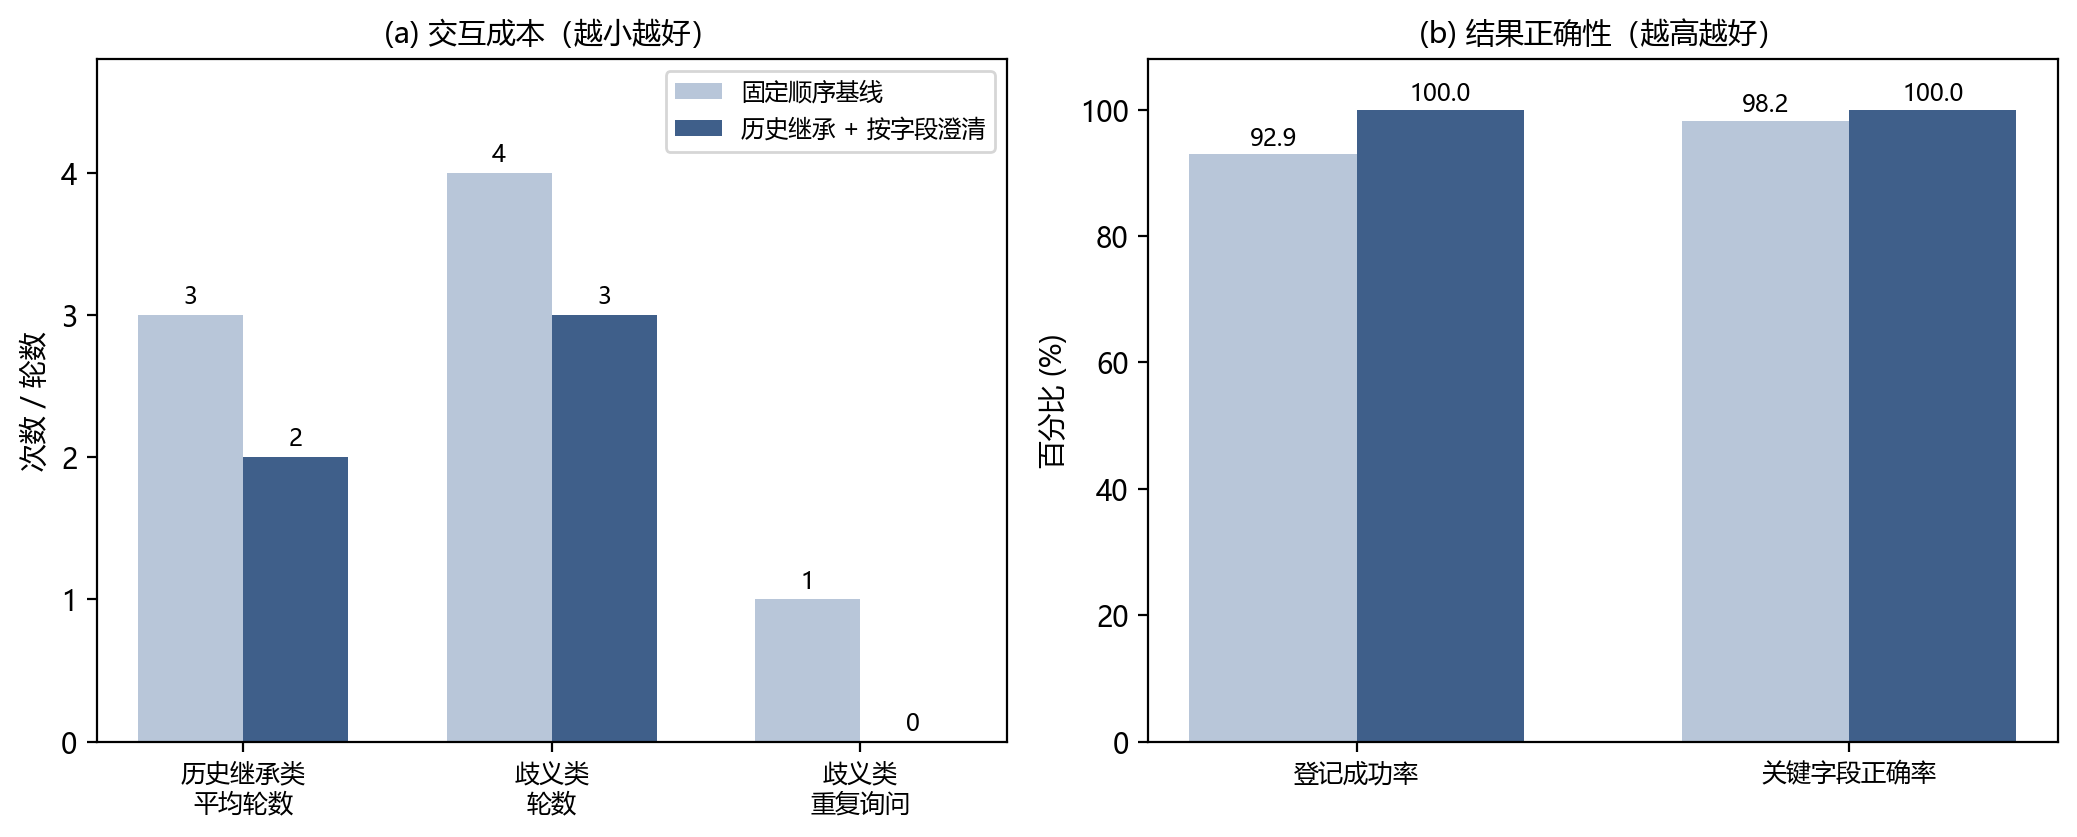 (a) 交互成本（越小越好）
固定顺序基线
历史继承 + 按字段澄清
次数 / 轮数
4
3
2
1
0
3
2
4
3
1
0
历史继承类
平均轮数
歧义类
轮数
歧义类
重复询问
(b) 结果正确性（越高越好）
百分比 (%)
100
80
60
40
20
0
92.9
100.0
98.2
100.0
登记成功率
关键字段正确率